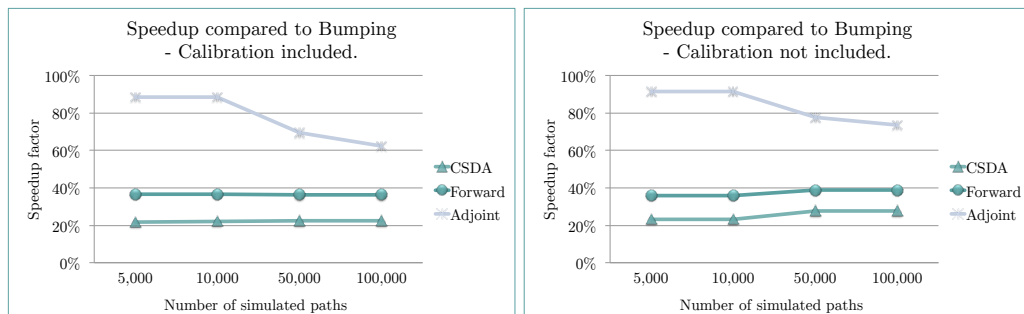 Speedup compared to Bumping
- Calibration included.
100%
80%
60%
40%
20%
0%
Speedup factor
5,000 10,000 50,000 100,000
Number of simulated paths
CSDA
Forward
Adjoint
Speedup compared to Bumping
- Calibration not included.
100%
80%
60%
40%
20%
0%
Speedup factor
5,000 10,000 50,000 100,000
Number of simulated paths
CSDA
Forward
Adjoint